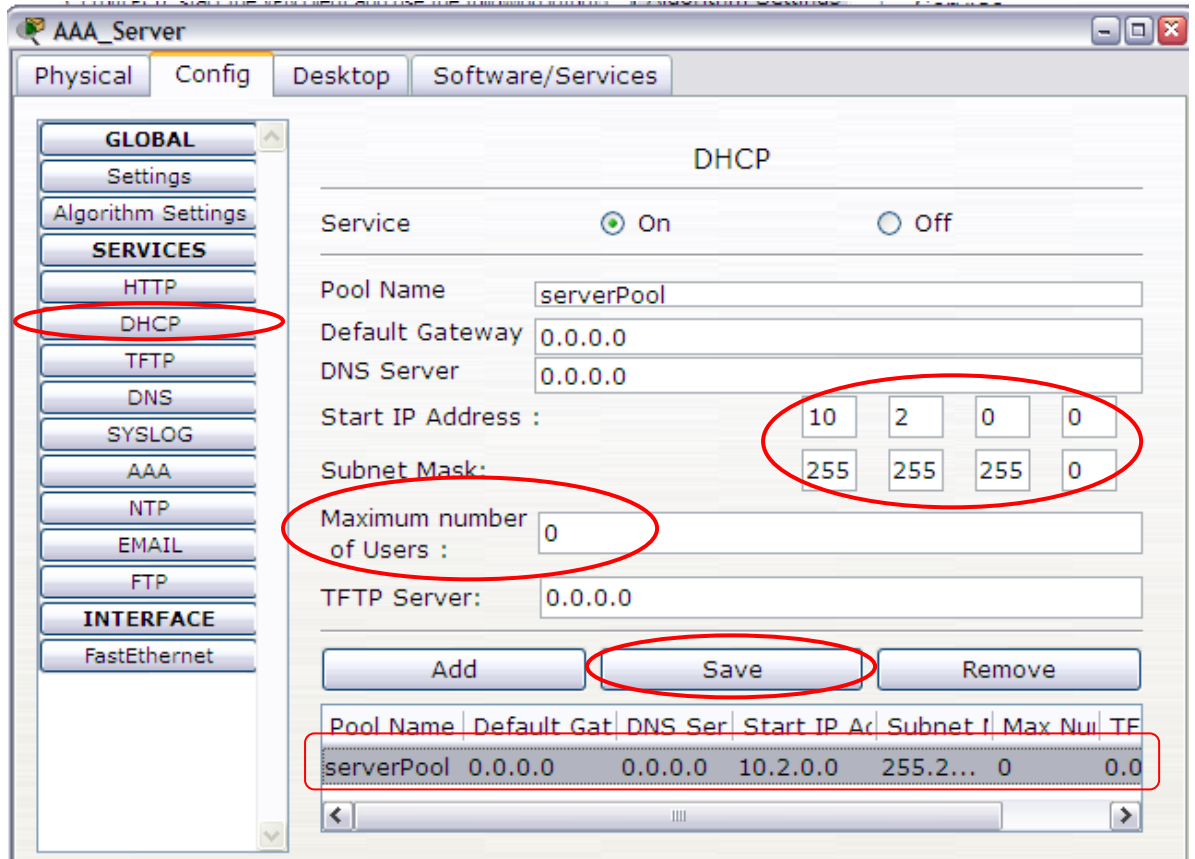 AAA_Server
Physical Config Desktop Software/Services
GLOBAL
Settings
Algorithm Settings
SERVICES
HTTP
DHCP
TFTP
DNS
SYSLOG
AAA
NTP
EMAIL
FTP
INTERFACE
FastEthernet
DHCP
Service On Off
Pool Name serverPool
Default Gateway 0.0.0.0
DNS Server 0.0.0.0
Start IP Address : 10 2 0 0
Subnet Mask: 255 255 255 0
Maximum number
of Users : 0
TFTP Server: 0.0.0.0
Add Save Remove
Pool Name Default Gat DNS Ser Start IP Ac Subnet M Max Nui TF
serverPool 0.0.0.0 0.0.0.0 10.2.0.0 255.2... 0 0.0